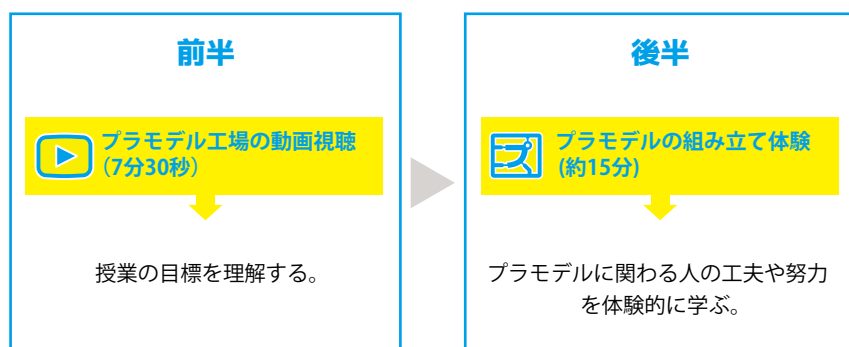 前半
プラモデル工場の動画視聴
（7分30秒）
授業の目標を理解する。
後半
プラモデルの組み立て体験
(約15分)
プラモデルに関わる人の工夫や努力
を体験的に学ぶ。